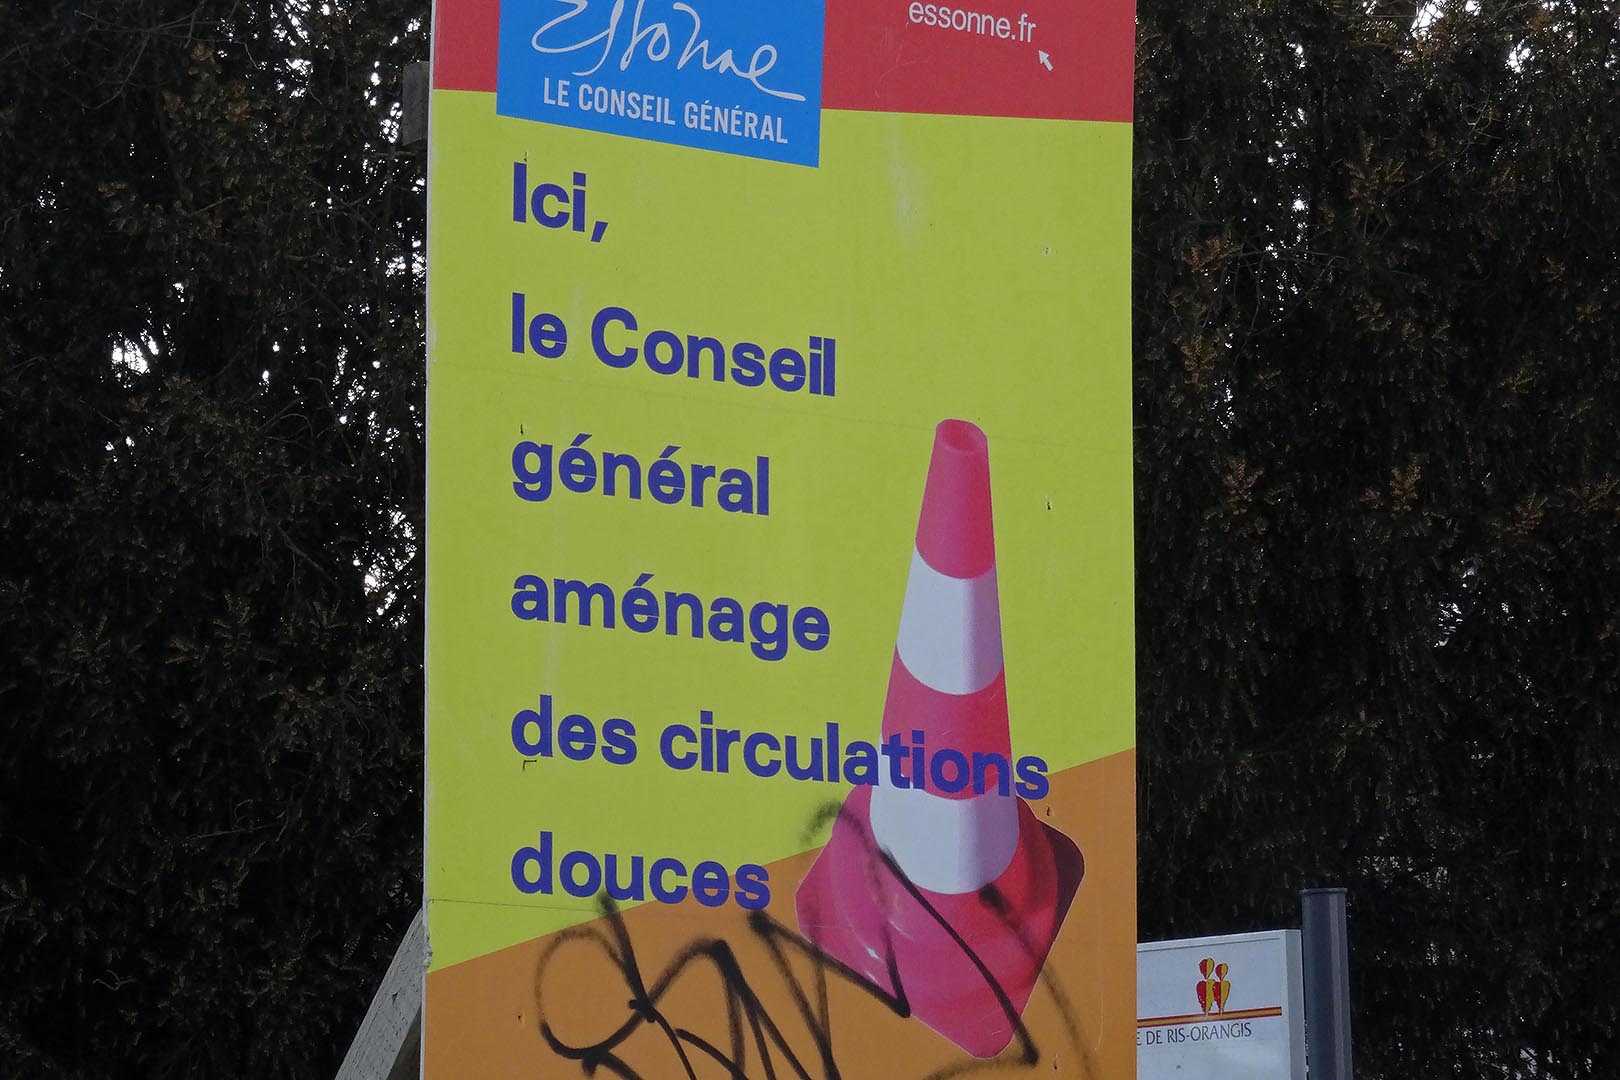 Essonne
LE CONSEIL GÉNÉRAL
essonne.fr
Ici,
le Conseil
général
aménage
des circulations
douces
E DE RIS-ORANGIS